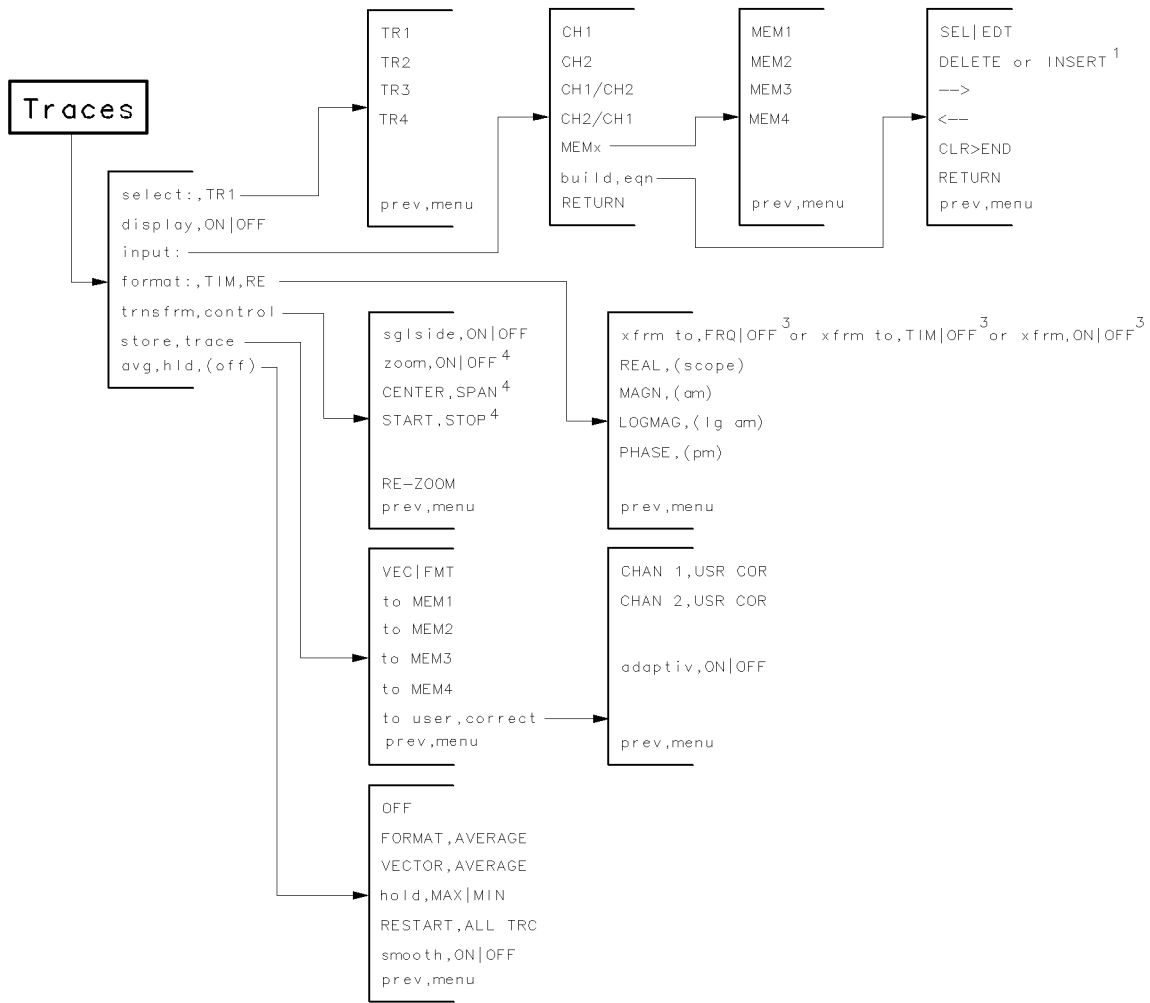 Traces
select:,TR1
display,ON|OFF
input:
format:,TIM,RE
trnsfrm,control
store,trace
avg,hld,(off)
TR1
TR2
TR3
TR4
prev,menu
CH1
CH2
CH1/CH2
CH2/CH1
MEMx
build,eqn
RETURN
MEM1
MEM2
MEM3
MEM4
prev,menu
SEL|EDT
DELETE or INSERT 1
-->
<--
CLR>END
RETURN
prev,menu
sglside,ON|OFF
zoom,ON|OFF 4
CENTER,SPAN 4
START,STOP 4
RE-ZOOM
prev,menu
xfrm to,FRQ|OFF 3 or xfrm to,TIM|OFF 3 or xfrm,ON|OFF 3
REAL,(scope)
MAGN,(am)
LOGMAG,(lg am)
PHASE,(pm)
prev,menu
VEC|FMT
to MEM1
to MEM2
to MEM3
to MEM4
to user,correct
prev,menu
CHAN 1,USR COR
CHAN 2,USR COR
adaptiv,ON|OFF
prev,menu
OFF
FORMAT,AVERAGE
VECTOR,AVERAGE
hold,MAX|MIN
RESTART,ALL TRC
smooth,ON|OFF
prev,menu